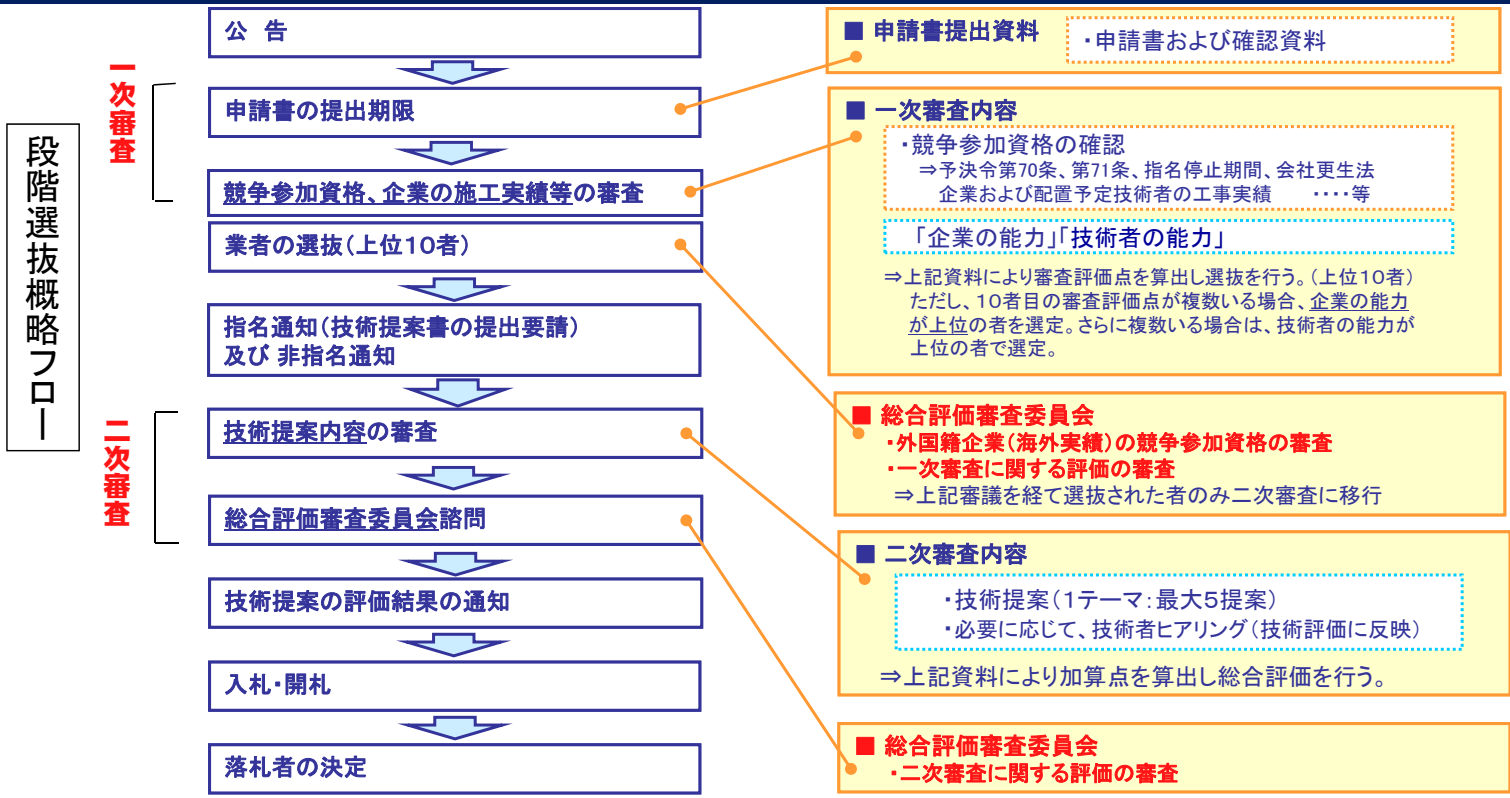 段階選抜概略フロー
一次審査
二次審査
公 告
申請書の提出期限
競争参加資格、企業の施工実績等の審査
業者の選抜(上位10者)
指名通知(技術提案書の提出要請)
及び 非指名通知
技術提案内容の審査
総合評価審査委員会諮問
技術提案の評価結果の通知
入札・開札
落札者の決定
■ 申請書提出資料
・申請書および確認資料
■ 一次審査内容
・競争参加資格の確認
⇒予決令第70条、第71条、指名停止期間、会社更生法
企業および配置予定技術者の工事実績 ・・・・等
「企業の能力」「技術者の能力」
⇒上記資料により審査評価点を算出し選抜を行う。(上位10者)
ただし、10者目の審査評価点が複数いる場合、企業の能力
が上位の者を選定。さらに複数いる場合は、技術者の能力が
上位の者で選定。
■ 総合評価審査委員会
・外国籍企業(海外実績)の競争参加資格の審査
・一次審査に関する評価の審査
⇒上記審議を経て選抜された者のみ二次審査に移行
■ 二次審査内容
・技術提案(1テーマ:最大5提案)
・必要に応じて、技術者ヒアリング(技術評価に反映)
⇒上記資料により加算点を算出し総合評価を行う。
■ 総合評価審査委員会
・二次審査に関する評価の審査